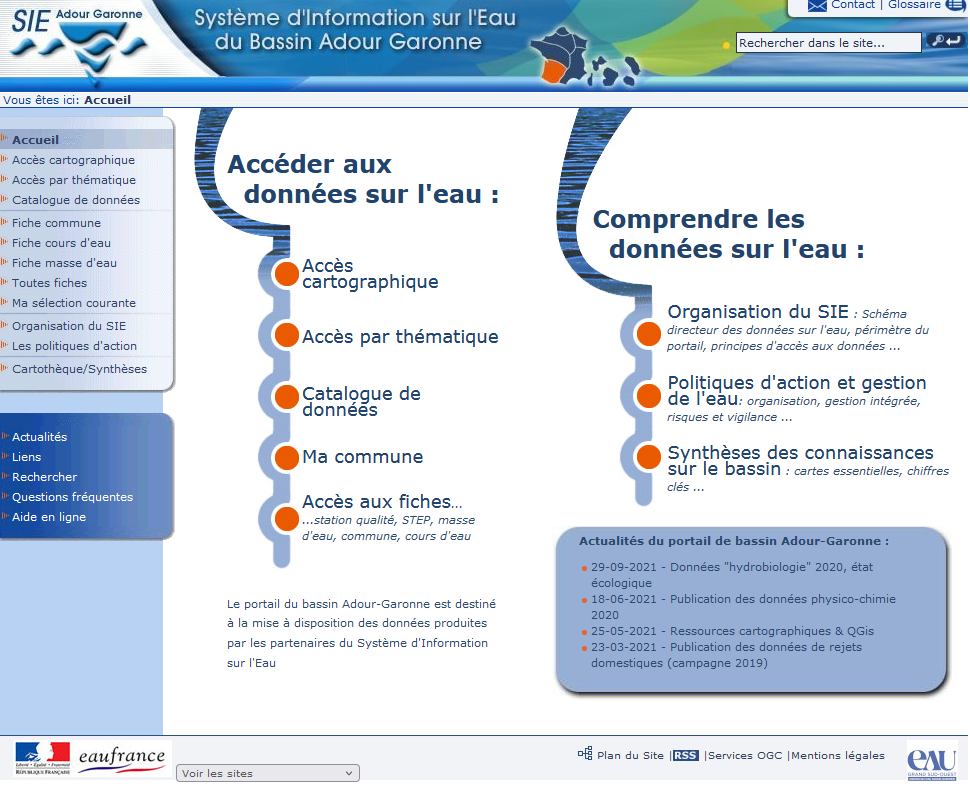 SIE Adour Garonne
Système d'Information sur l'Eau
du Bassin Adour Garonne
Contact | Glossaire
Rechercher dans le site...
Vous êtes ici: Accueil
Accueil
Accès cartographique
Accès par thématique
Catalogue de données
Fiche commune
Fiche cours d'eau
Fiche masse d'eau
Toutes fiches
Ma sélection courante
Organisation du SIE
Les politiques d'action
Cartothèque/Synthèses
Actualités
Liens
Rechercher
Questions fréquentes
Aide en ligne
Accéder aux
données sur l'eau :
Accès
cartographique
Accès par thématique
Catalogue de
données
Ma commune
Accès aux fiches...
...station qualité, STEP, masse
d'eau, commune, cours d'eau
Le portail du bassin Adour-Garonne est destiné
à la mise à disposition des données produites
par les partenaires du Système d'Information
sur l'Eau
Comprendre les
données sur l'eau :
Organisation du SIE : Schéma
directeur des données sur l'eau, périmètre du
portail, principes d'accès aux données ...
Politiques d'action et gestion
de l'eau: organisation, gestion intégrée,
risques et vigilance ...
Synthèses des connaissances
sur le bassin : cartes essentielles, chiffres
clés ...
Actualités du portail de bassin Adour-Garonne :
29-09-2021 - Données "hydrobiologie" 2020, état
écologique
18-06-2021 - Publication des données physico-chimie
2020
25-05-2021 - Ressources cartographiques & QGis
23-03-2021 - Publication des données de rejets
domestiques (campagne 2019)
Liberté • Égalité • Fraternité
RÉPUBLIQUE FRANÇAISE
eaufrance
Voir les sites
Plan du Site |RSS |Services OGC |Mentions légales
eau
GRAND SUD-OUEST